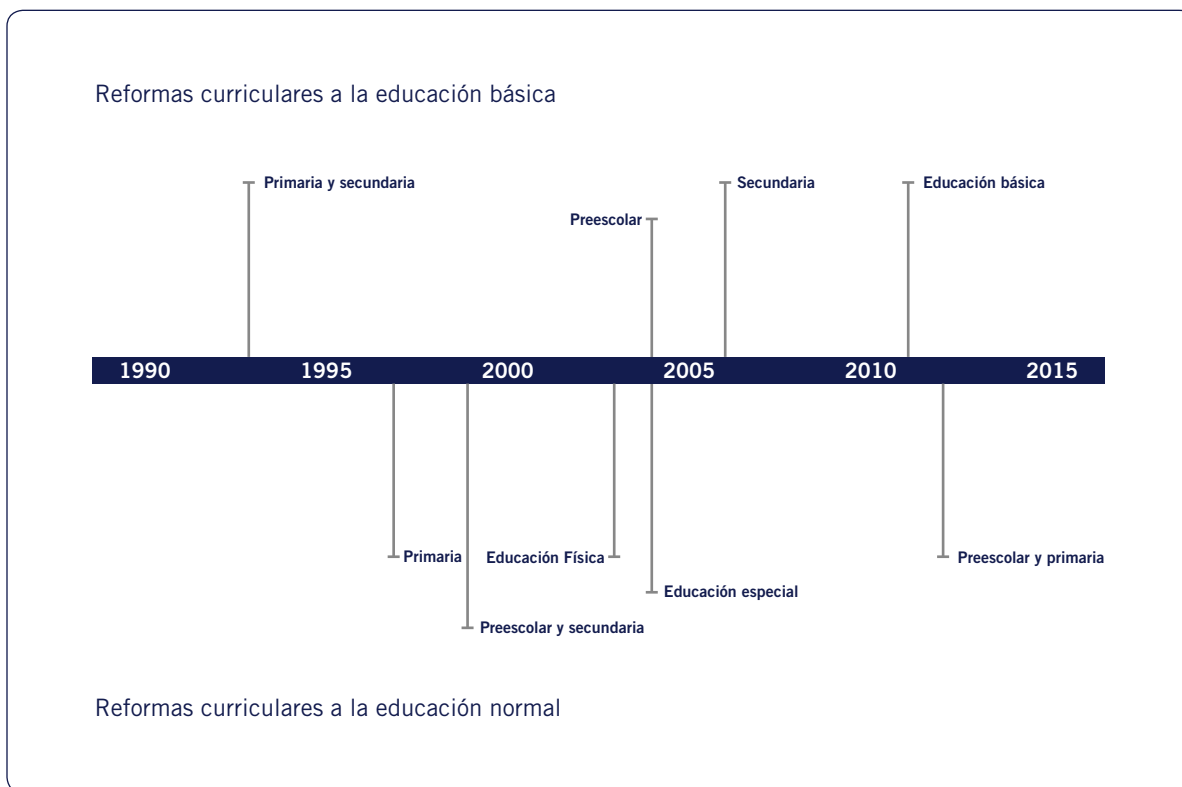 Reformas curriculares a la educación básica
Primaria y secundaria
Secundaria
Educación básica
Preescolar
1990 1995 2000 2005 2010 2015
Primaria
Educación Física
Preescolar y primaria
Educación especial
Preescolar y secundaria
Reformas curriculares a la educación normal